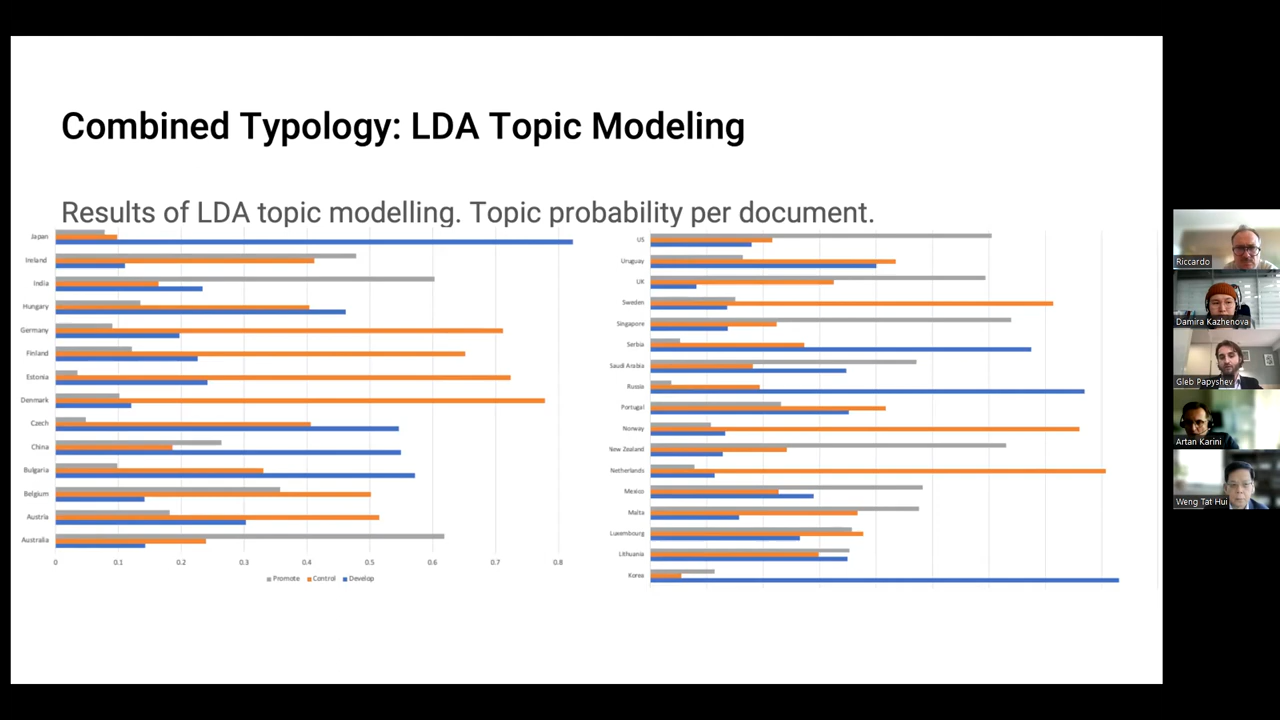 Combined Typology: LDA Topic Modeling
Results of LDA topic modelling. Topic probability per document.
Japan
Ireland
India
Hungary
Germany
Finland
Estonia
Denmark
Czech
China
Bulgaria
Belgium
Austria
Australia
0 0.1 0.2 0.3 0.4 0.5 0.6 0.7 0.8
Promote Control Develop
US
Uruguay
UK
Sweden
Singapore
Serbia
Saudi Arabia
Russia
Portugal
Norway
New Zealand
Netherlands
Mexico
Malta
Luxembourg
Lithuania
Korea
Riccardo
Damira Kazhenova
Gleb Papyshev
Artan Karini
Weng Tat Hui